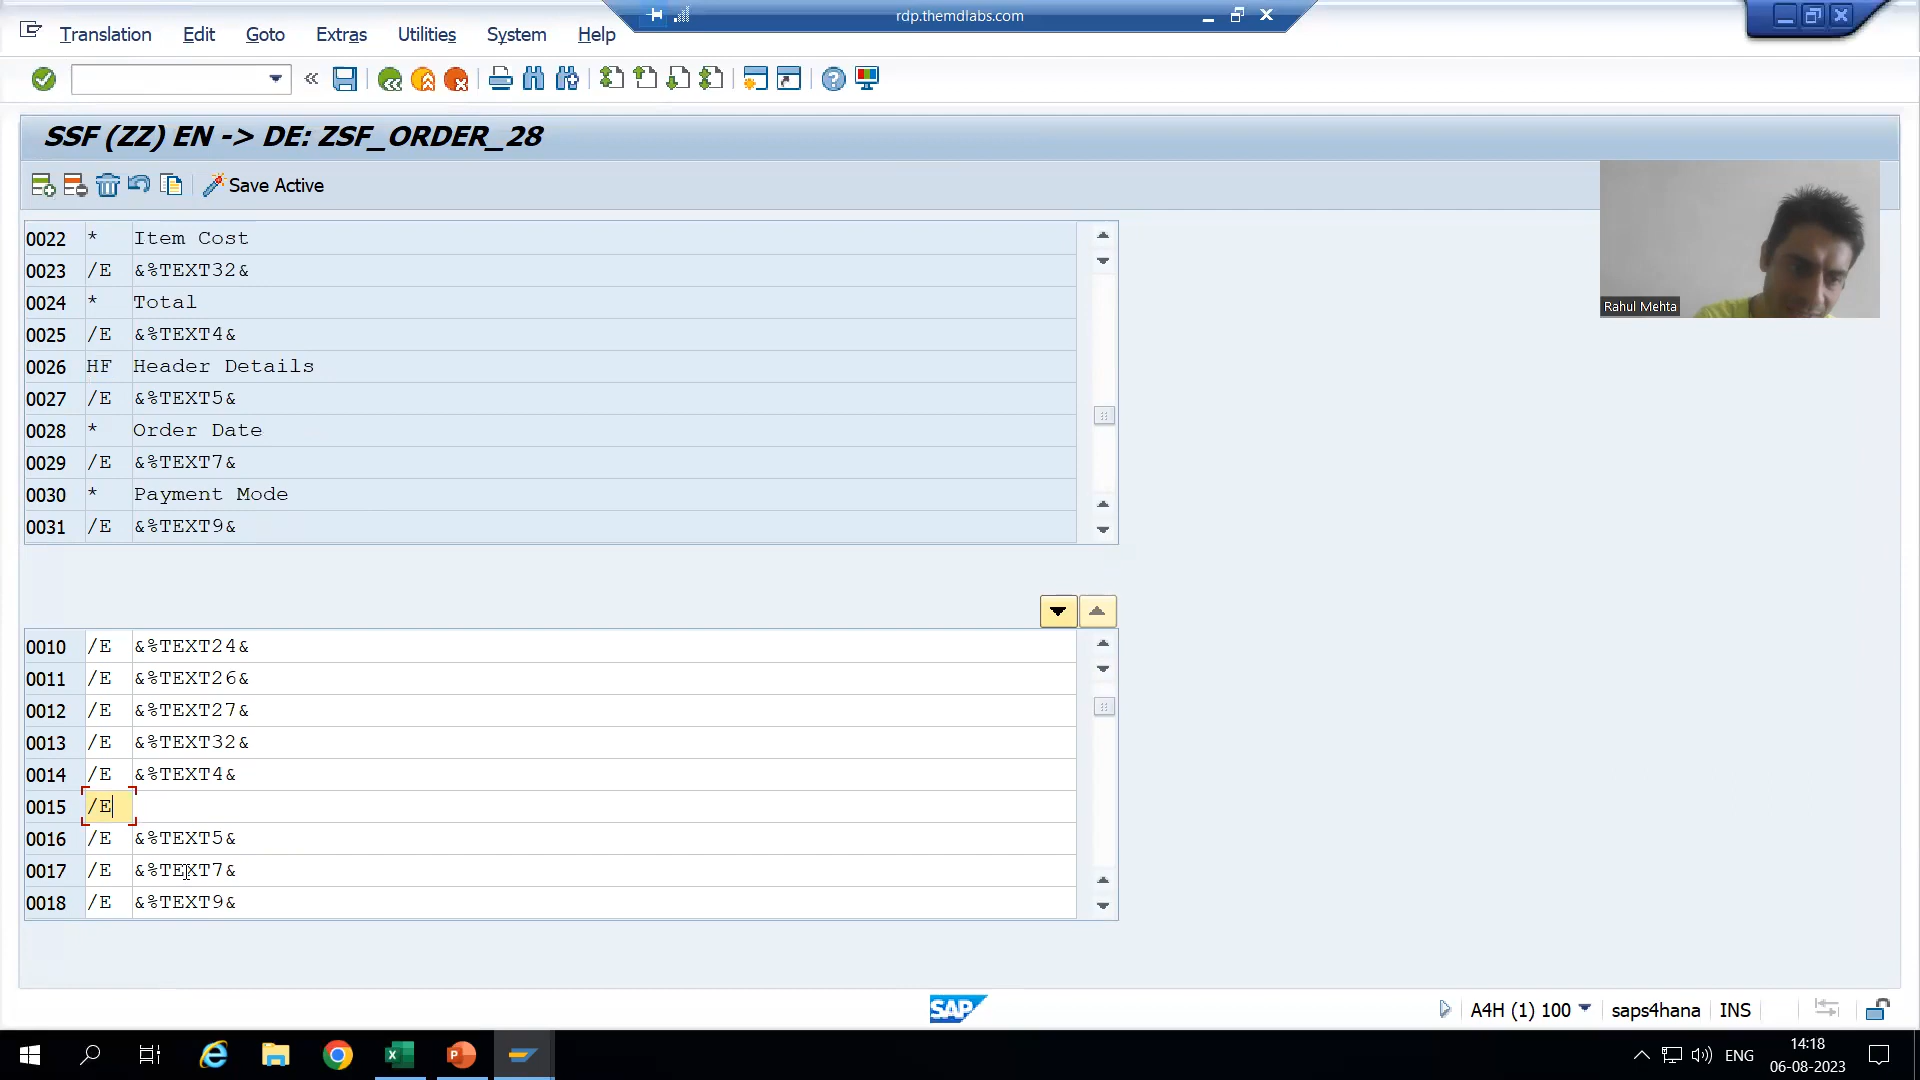 rdp.themdlabs.com
Translation Edit Goto Extras Utilities System Help
SSF (ZZ) EN -> DE: ZSF_ORDER_28
Save Active
0022 * Item Cost
0023 /E &%TEXT32&
0024 * Total
0025 /E &%TEXT4&
0026 HF Header Details
0027 /E &%TEXT5&
0028 * Order Date
0029 /E &%TEXT7&
0030 * Payment Mode
0031 /E &%TEXT9&
Rahul Mehta
0010 /E &%TEXT24&
0011 /E &%TEXT26&
0012 /E &%TEXT27&
0013 /E &%TEXT32&
0014 /E &%TEXT4&
0015 /E
0016 /E &%TEXT5&
0017 /E &%TEXT7&
0018 /E &%TEXT9&
SAP
A4H (1) 100 saps4hana INS
ENG
14:18
06-08-2023